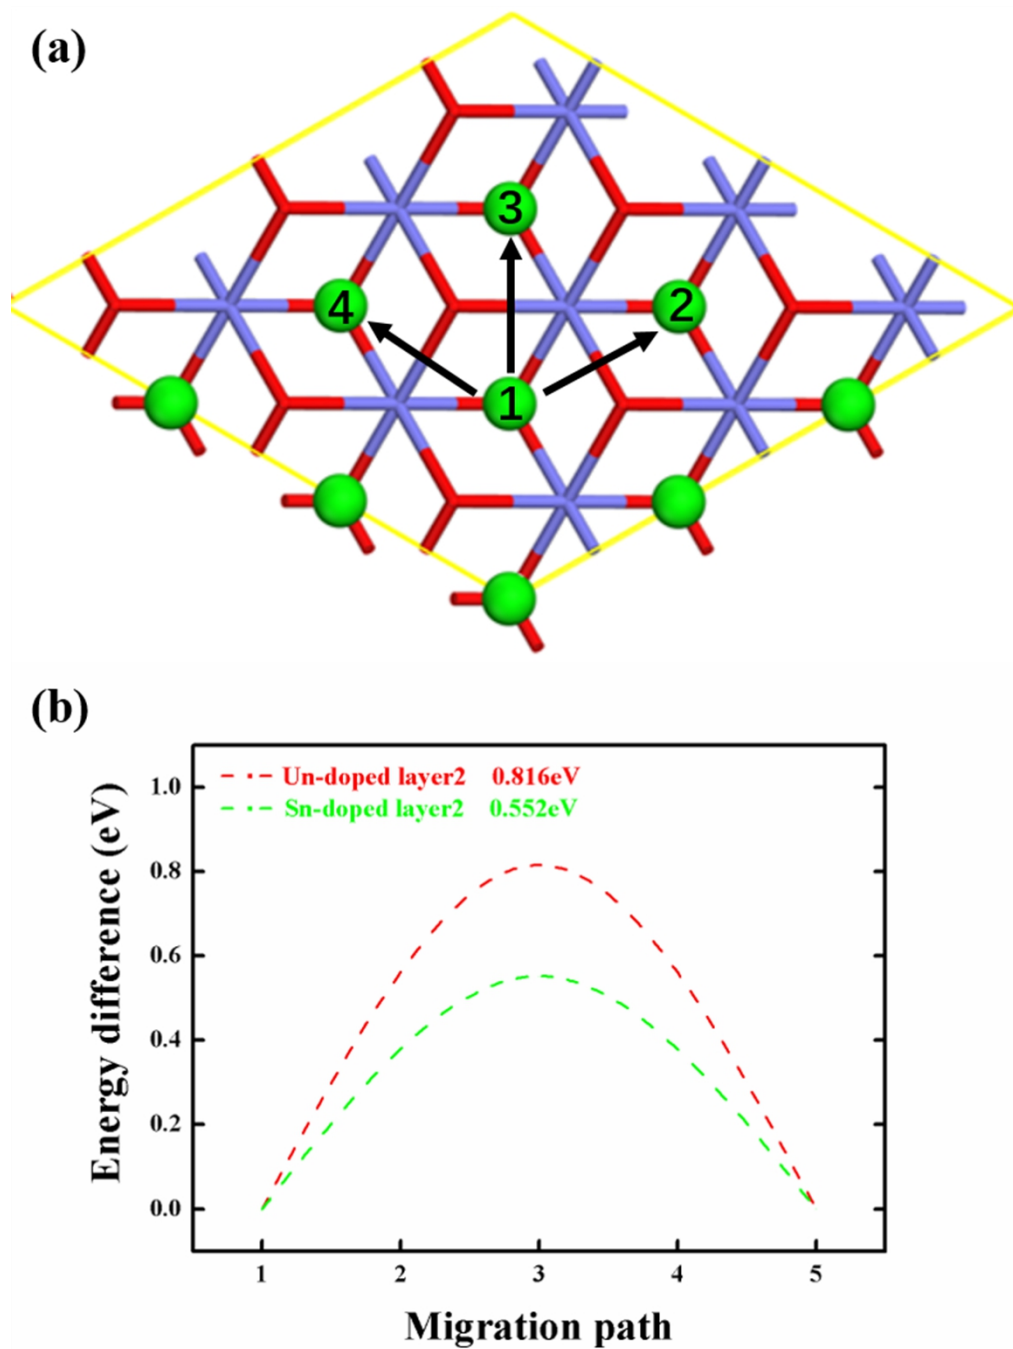 (a)
3
4
2
1
(b)
Un-doped layer2 0.816eV
Sn-doped layer2 0.552eV
Energy difference (eV)
1.0
0.8
0.6
0.4
0.2
0.0
1 2 3 4 5
Migration path